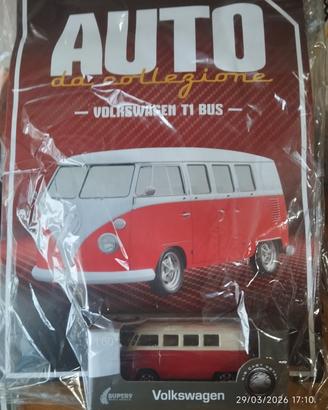 AUTO
da collezione
— VOLKSWAGEN T1 BUS —
Volkswagen
29/03/2026 17:10